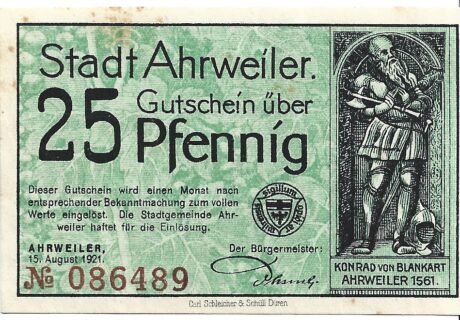 Stadt Ahrweiler.
25 Gutschein über
Pfennig
Dieser Gutschein wird einen Monat nach
entsprechender Bekanntmachung zum vollen
Werte eingelöst. Die Stadtgemeinde Ahr-
weiler haftet für die Einlösung.
AHRWEILER,
15. August 1921.
Der Bürgermeister:
№ 086489
KONRAD VON BLANKART
AHRWEILER 1561.
Carl Schleicher & Schüll Düren